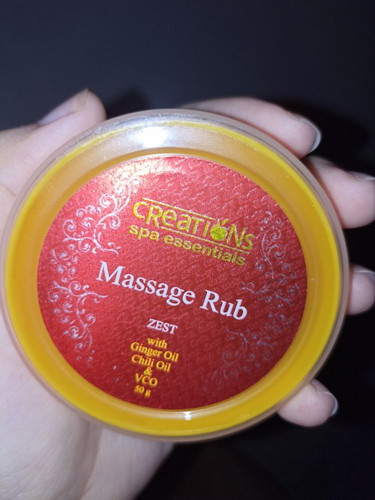 CREATIONS
spa essentials
Massage Rub
ZEST
with
Ginger Oil
Chili Oil
&
VCO
50 g